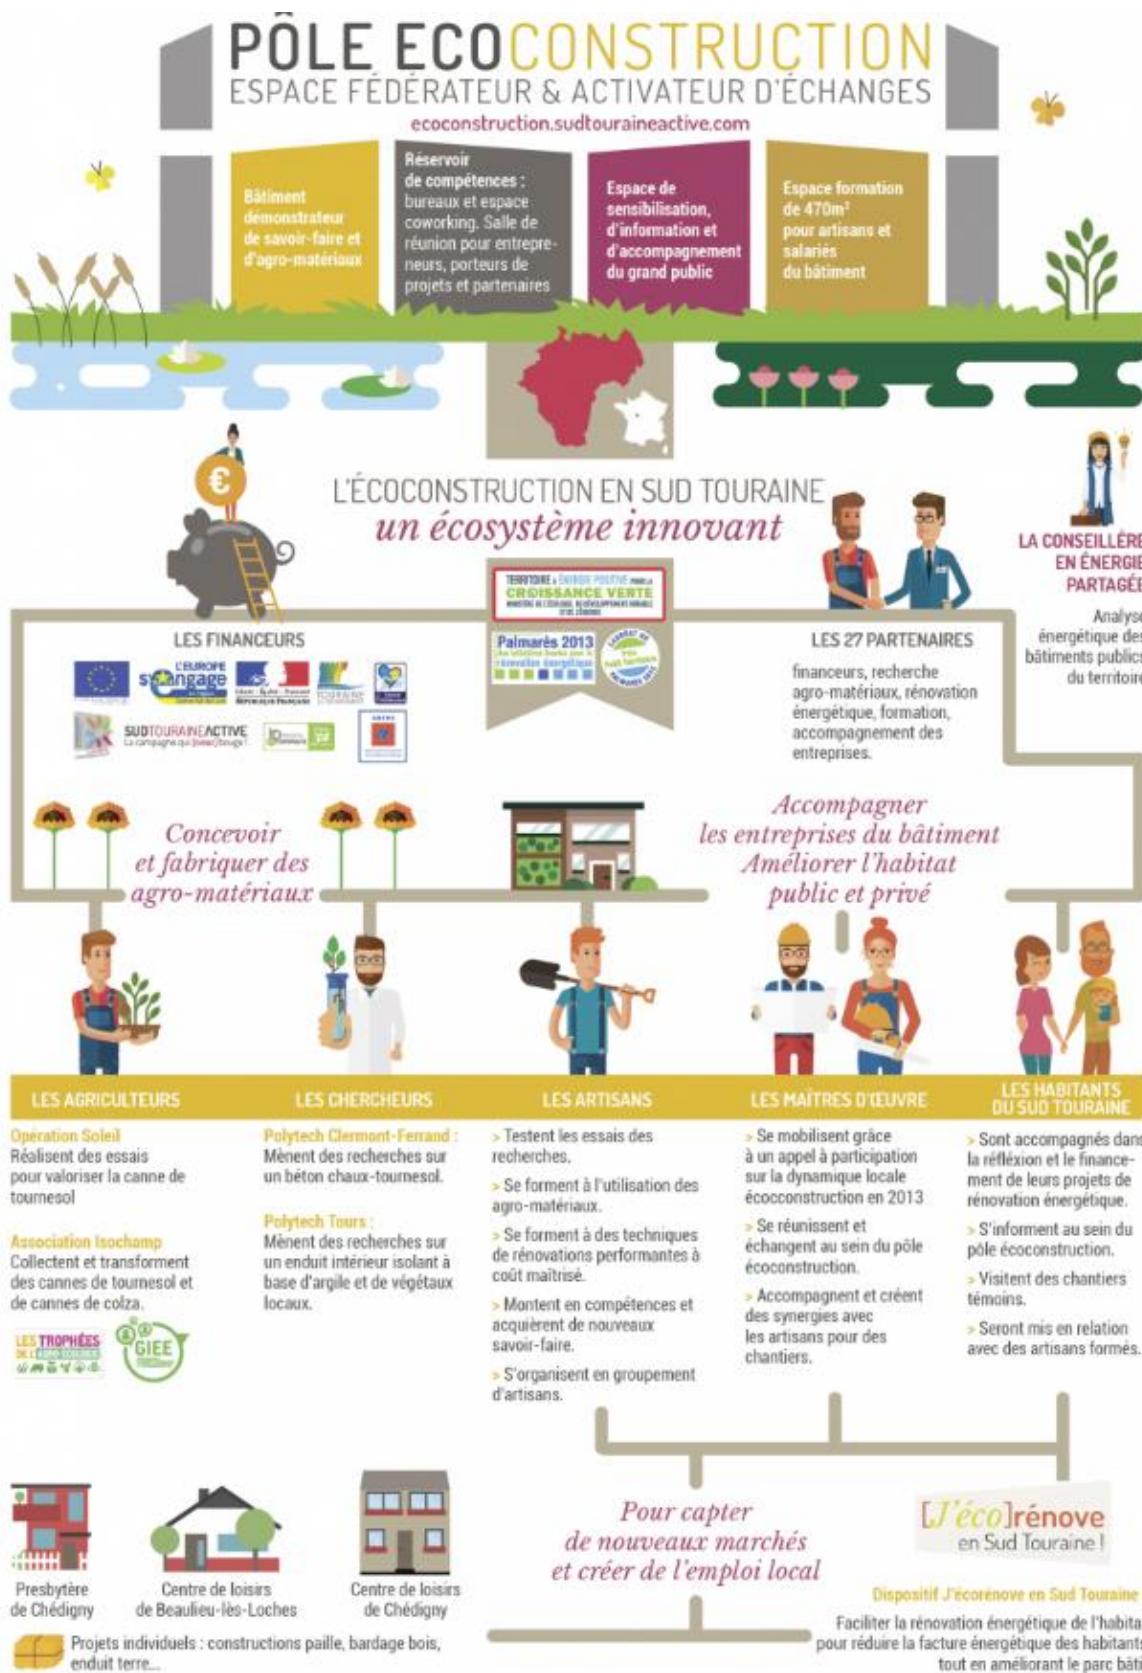 PÔLE ECOCONSTRUCTION
ESPACE FÉDÉRATEUR & ACTIVATEUR D'ÉCHANGES
ecoconstruction.sudtouraineactive.com
Bâtiment
démonstrateur
de savoir-faire et
d'agro-matériaux
Réservoir
de compétences :
bureaux et espace
coworking. Salle de
réunion pour entrepre-
neurs, porteurs de
projets et partenaires
Espace de
sensibilisation,
d'information et
d'accompagnement
du grand public
Espace formation
de 470m²
pour artisans et
salariés
du bâtiment
L'ÉCOCONSTRUCTION EN SUD TOURAINE
un écosystème innovant
TERRITOIRE À ÉNERGIE POSITIVE POUR LA
CROISSANCE VERTE
Palmarès 2013
LES FINANCEURS
L'EUROPE
s'engage
SUDTOURAINEACTIVE
LES 27 PARTENAIRES
financeurs, recherche
agro-matériaux, rénovation
énergétique, formation,
accompagnement des
entreprises.
LA CONSEILLÈRE
EN ÉNERGIE
PARTAGÉE
Analyse
énergétique des
bâtiments publics
du territoire
Concevoir
et fabriquer des
agro-matériaux
Accompagner
les entreprises du bâtiment
Améliorer l'habitat
public et privé
LES AGRICULTEURS
Opération Soleil
Réalisent des essais
pour valoriser la canne de
tournesol
Association Isochamp
Collectent et transforment
des cannes de tournesol et
de cannes de colza.
LES TROPHÉES
GIEE
LES CHERCHEURS
Polytech Clermont-Ferrand :
Mènent des recherches sur
un béton chaux-tournesol.
Polytech Tours :
Mènent des recherches sur
un enduit intérieur isolant à
base d'argile et de végétaux
locaux.
LES ARTISANS
> Testent les essais des
recherches.
> Se forment à l'utilisation des
agro-matériaux.
> Se forment à des techniques
de rénovations performantes à
coût maîtrisé.
> Montent en compétences et
acquièrent de nouveaux
savoir-faire.
> S'organisent en groupement
d'artisans.
LES MAÎTRES D'ŒUVRE
> Se mobilisent grâce
à un appel à participation
sur la dynamique locale
écocconstruction en 2013
> Se réunissent et
échangent au sein du pôle
écoconstruction.
> Accompagnent et créent
des synergies avec
les artisans pour des
chantiers.
LES HABITANTS
DU SUD TOURAINE
> Sont accompagnés dans
la réfléxion et le finance-
ment de leurs projets de
rénovation énergétique.
> S'informent au sein du
pôle écoconstruction.
> Visitent des chantiers
témoins.
> Seront mis en relation
avec des artisans formés.
Presbytère
de Chédigny
Centre de loisirs
de Beaulieu-lès-Loches
Centre de loisirs
de Chédigny
Projets individuels : constructions paille, bardage bois,
enduit terre...
Pour capter
de nouveaux marchés
et créer de l'emploi local
[J'éco]rénove
en Sud Touraine !
Dispositif J'écorénove en Sud Touraine
Faciliter la rénovation énergétique de l'habita
pour réduire la facture énergétique des habitants
tout en améliorant le parc bâti